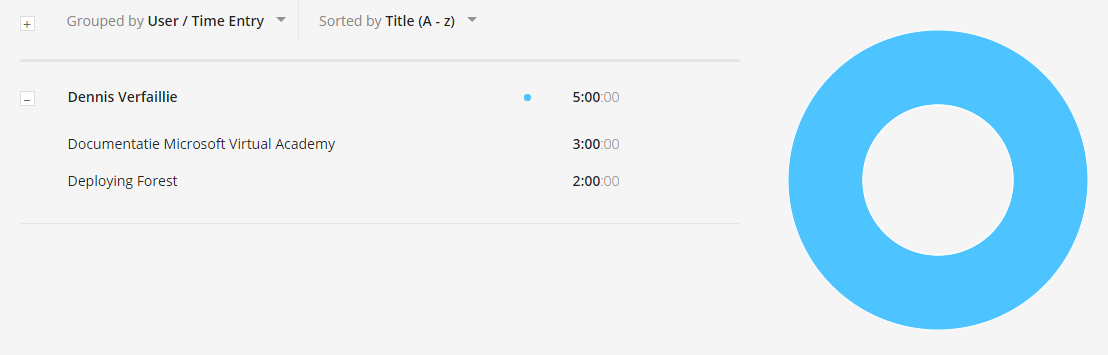 Grouped by User / Time Entry Sorted by Title (A - z)
Dennis Verfaillie 5:00:00
Documentatie Microsoft Virtual Academy 3:00:00
Deploying Forest 2:00:00